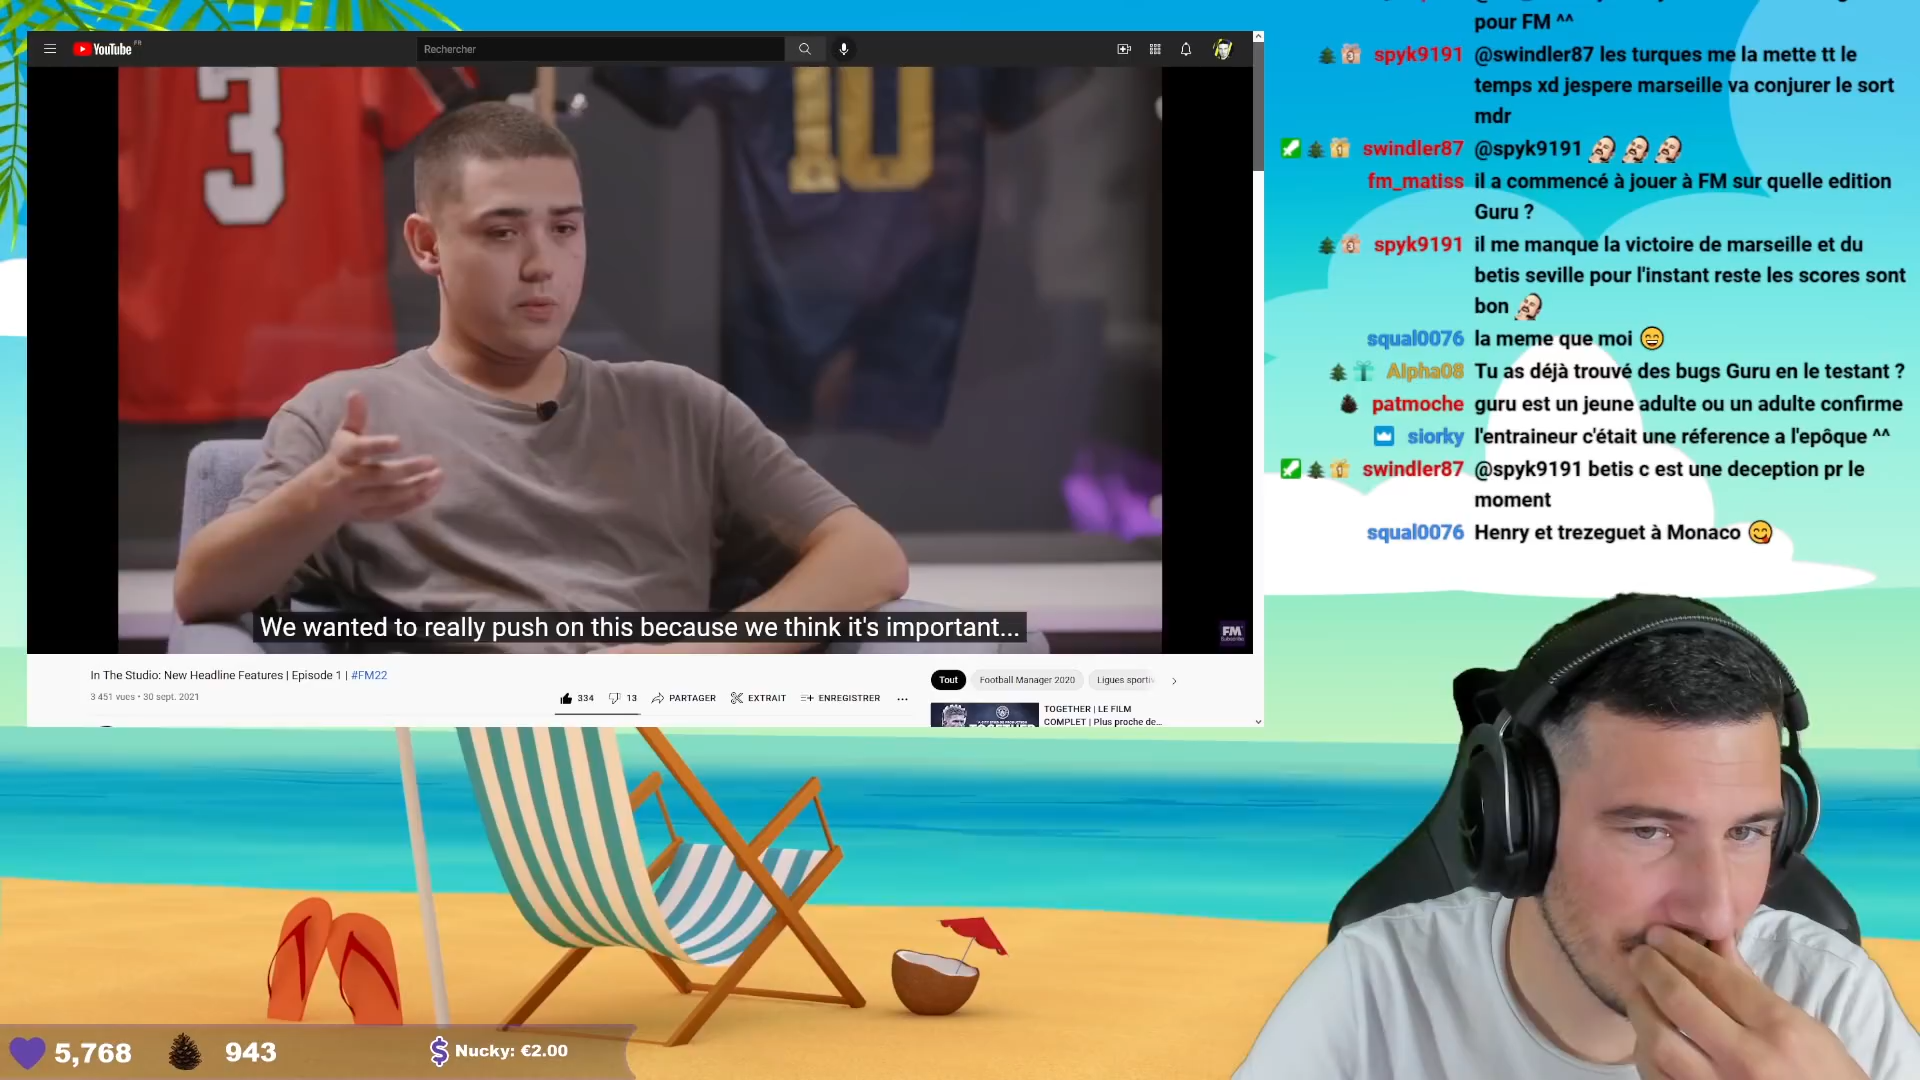 YouTube FR
Rechercher
3
10
We wanted to really push on this because we think it's important...
FM
In The Studio: New Headline Features | Episode 1 | #FM22
3 451 vues • 30 sept. 2021
334
13
PARTAGER
EXTRAIT
ENREGISTRER
Tout
Football Manager 2020
Ligues sporti
TOGETHER | LE FILM
COMPLET | Plus proche de...
pour FM ^^
spyk9191 @swindler87 les turques me la mette tt le
temps xd jespere marseille va conjurer le sort
mdr
swindler87 @spyk9191
fm_matiss il a commencé à jouer à FM sur quelle edition
Guru ?
spyk9191 il me manque la victoire de marseille et du
betis seville pour l'instant reste les scores sont
bon
squal0076 la meme que moi 😄
Alpha08 Tu as déjà trouvé des bugs Guru en le testant ?
patmoche guru est un jeune adulte ou un adulte confirme
siorky l'entraineur c'était une réference a l'epôque ^^
swindler87 @spyk9191 betis c est une deception pr le
moment
squal0076 Henry et trezeguet à Monaco 😋
5,768
943
Nucky: €2.00